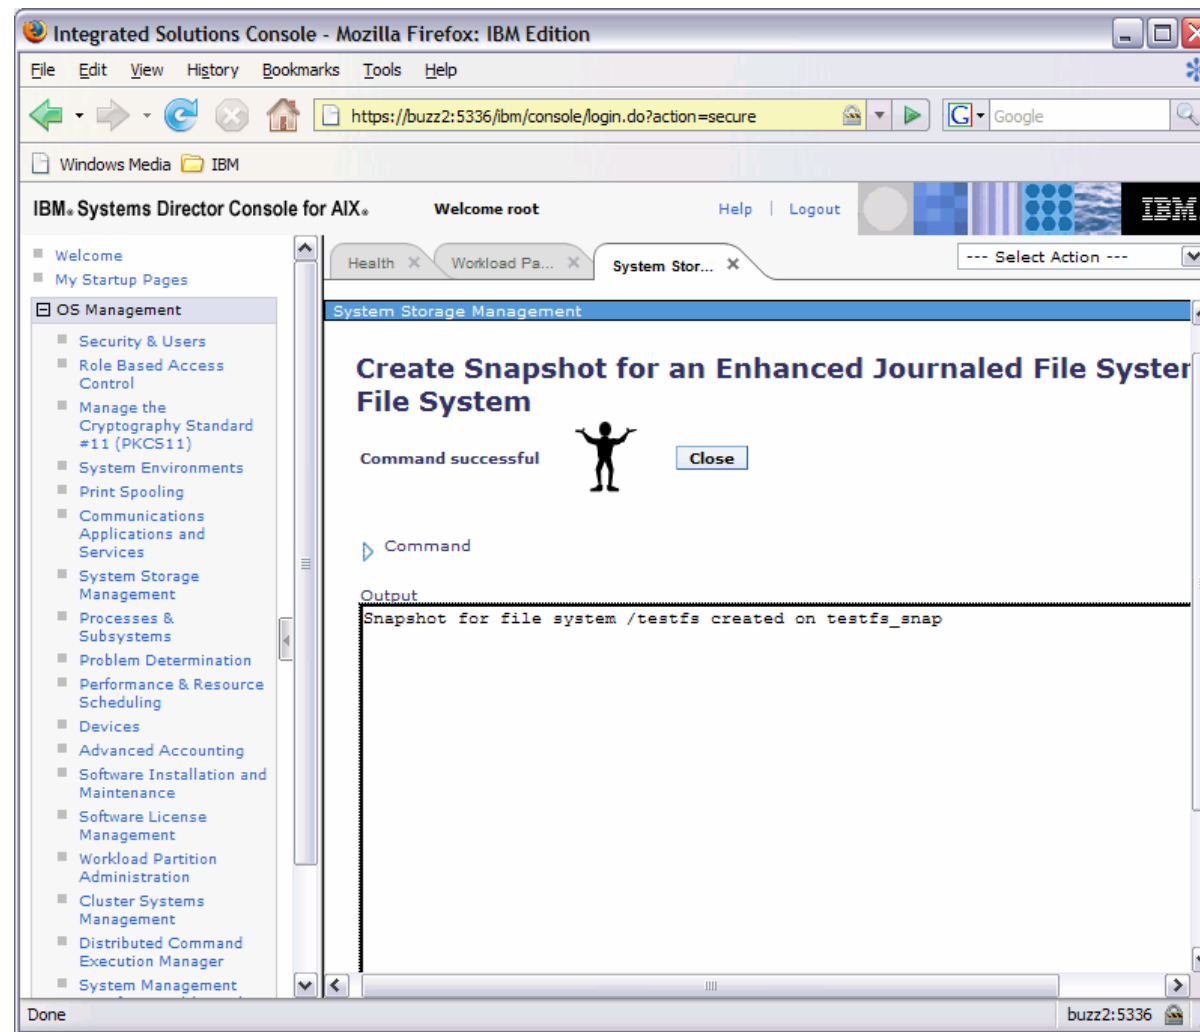 Integrated Solutions Console - Mozilla Firefox: IBM Edition
File Edit View History Bookmarks Tools Help
https://buzz2:5336/ibm/console/login.do?action=secure
G Google
Windows Media IBM
IBM® Systems Director Console for AIX®
Welcome root
Help | Logout
IBM
Welcome
My Startup Pages
OS Management
Security & Users
Role Based Access
Control
Manage the
Cryptography Standard
#11 (PKCS11)
System Environments
Print Spooling
Communications
Applications and
Services
System Storage
Management
Processes &
Subsystems
Problem Determination
Performance & Resource
Scheduling
Devices
Advanced Accounting
Software Installation and
Maintenance
Software License
Management
Workload Partition
Administration
Cluster Systems
Management
Distributed Command
Execution Manager
System Management
Health
Workload Pa...
System Stor...
--- Select Action ---
System Storage Management
Create Snapshot for an Enhanced Journaled File System
File System
Command successful
Close
Command
Output
Snapshot for file system /testfs created on testfs_snap
Done
buzz2:5336